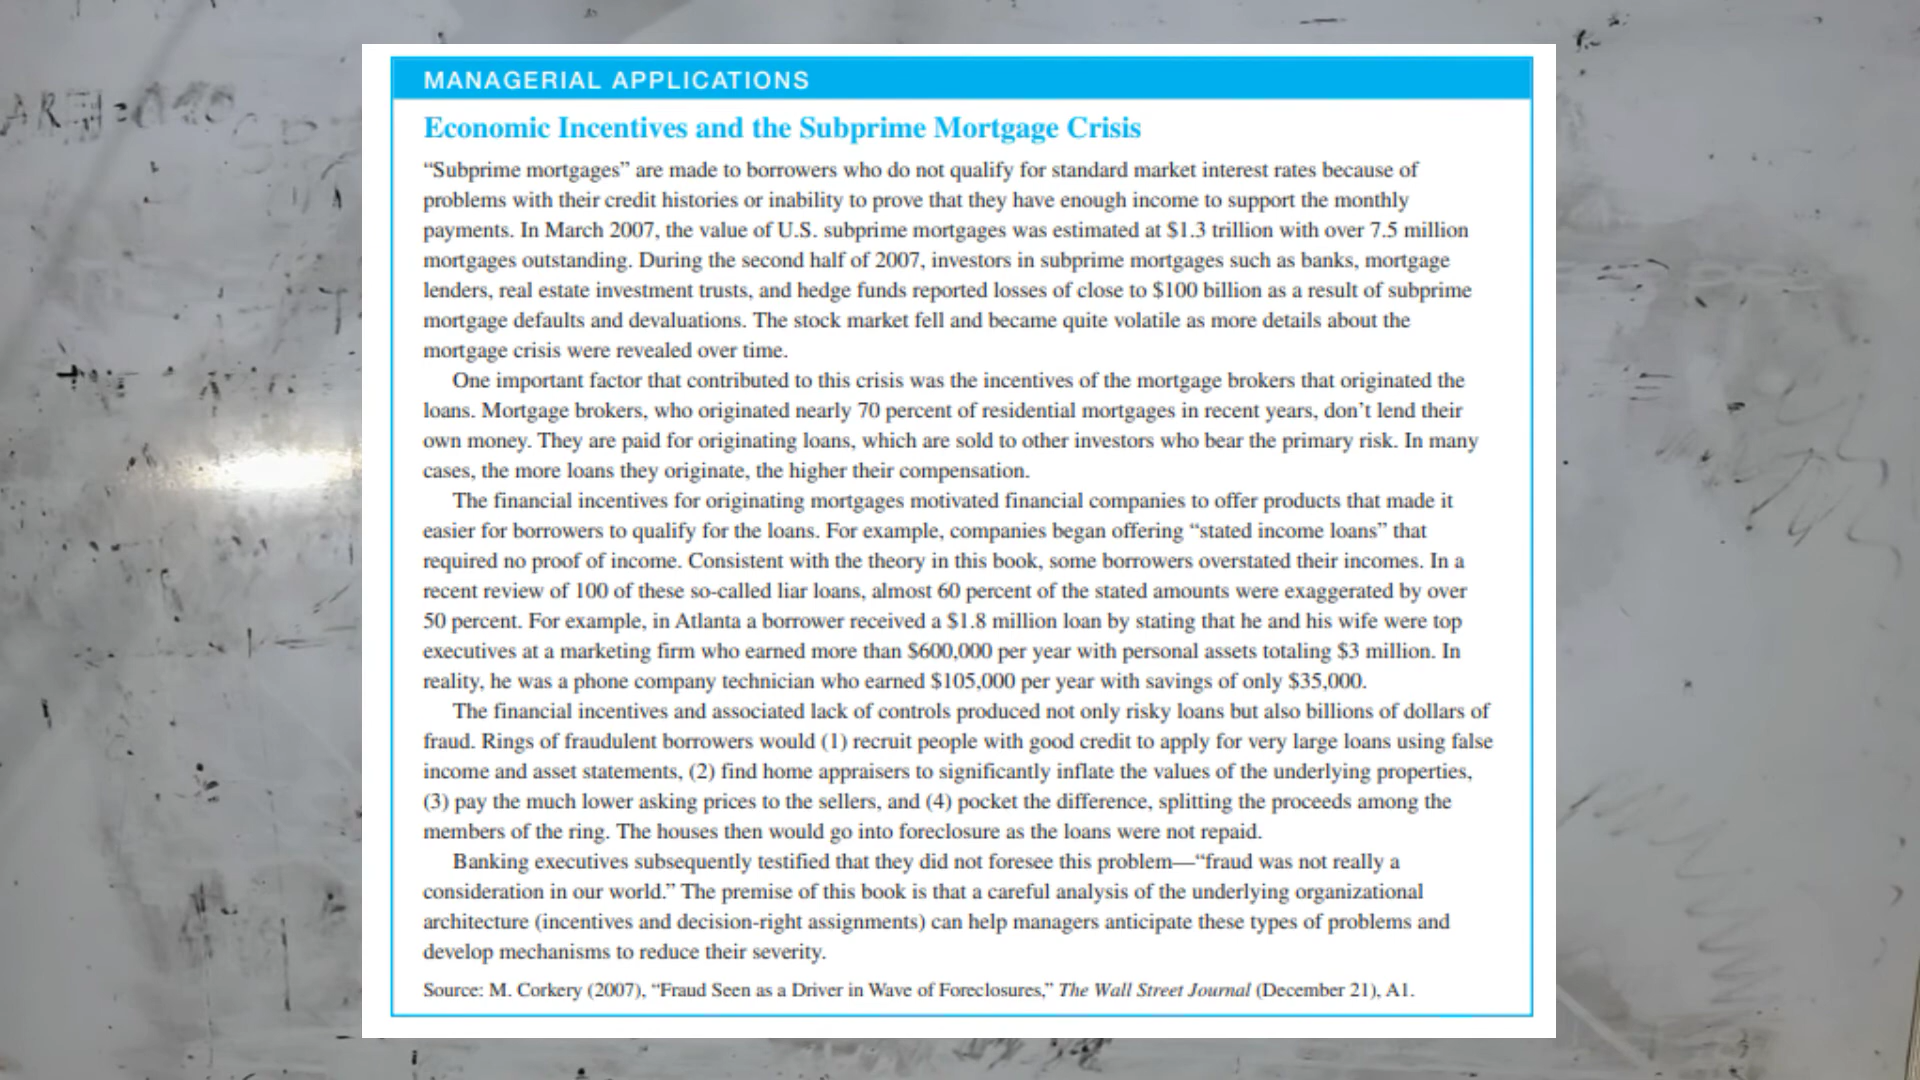 MANAGERIAL APPLICATIONS
Economic Incentives and the Subprime Mortgage Crisis
“Subprime mortgages” are made to borrowers who do not qualify for standard market interest rates because of
problems with their credit histories or inability to prove that they have enough income to support the monthly
payments. In March 2007, the value of U.S. subprime mortgages was estimated at $1.3 trillion with over 7.5 million
mortgages outstanding. During the second half of 2007, investors in subprime mortgages such as banks, mortgage
lenders, real estate investment trusts, and hedge funds reported losses of close to $100 billion as a result of subprime
mortgage defaults and devaluations. The stock market fell and became quite volatile as more details about the
mortgage crisis were revealed over time.
One important factor that contributed to this crisis was the incentives of the mortgage brokers that originated the
loans. Mortgage brokers, who originated nearly 70 percent of residential mortgages in recent years, don’t lend their
own money. They are paid for originating loans, which are sold to other investors who bear the primary risk. In many
cases, the more loans they originate, the higher their compensation.
The financial incentives for originating mortgages motivated financial companies to offer products that made it
easier for borrowers to qualify for the loans. For example, companies began offering “stated income loans” that
required no proof of income. Consistent with the theory in this book, some borrowers overstated their incomes. In a
recent review of 100 of these so-called liar loans, almost 60 percent of the stated amounts were exaggerated by over
50 percent. For example, in Atlanta a borrower received a $1.8 million loan by stating that he and his wife were top
executives at a marketing firm who earned more than $600,000 per year with personal assets totaling $3 million. In
reality, he was a phone company technician who earned $105,000 per year with savings of only $35,000.
The financial incentives and associated lack of controls produced not only risky loans but also billions of dollars of
fraud. Rings of fraudulent borrowers would (1) recruit people with good credit to apply for very large loans using false
income and asset statements, (2) find home appraisers to significantly inflate the values of the underlying properties,
(3) pay the much lower asking prices to the sellers, and (4) pocket the difference, splitting the proceeds among the
members of the ring. The houses then would go into foreclosure as the loans were not repaid.
Banking executives subsequently testified that they did not foresee this problem—“fraud was not really a
consideration in our world.” The premise of this book is that a careful analysis of the underlying organizational
architecture (incentives and decision-right assignments) can help managers anticipate these types of problems and
develop mechanisms to reduce their severity.
Source: M. Corkery (2007), “Fraud Seen as a Driver in Wave of Foreclosures,” The Wall Street Journal (December 21), A1.